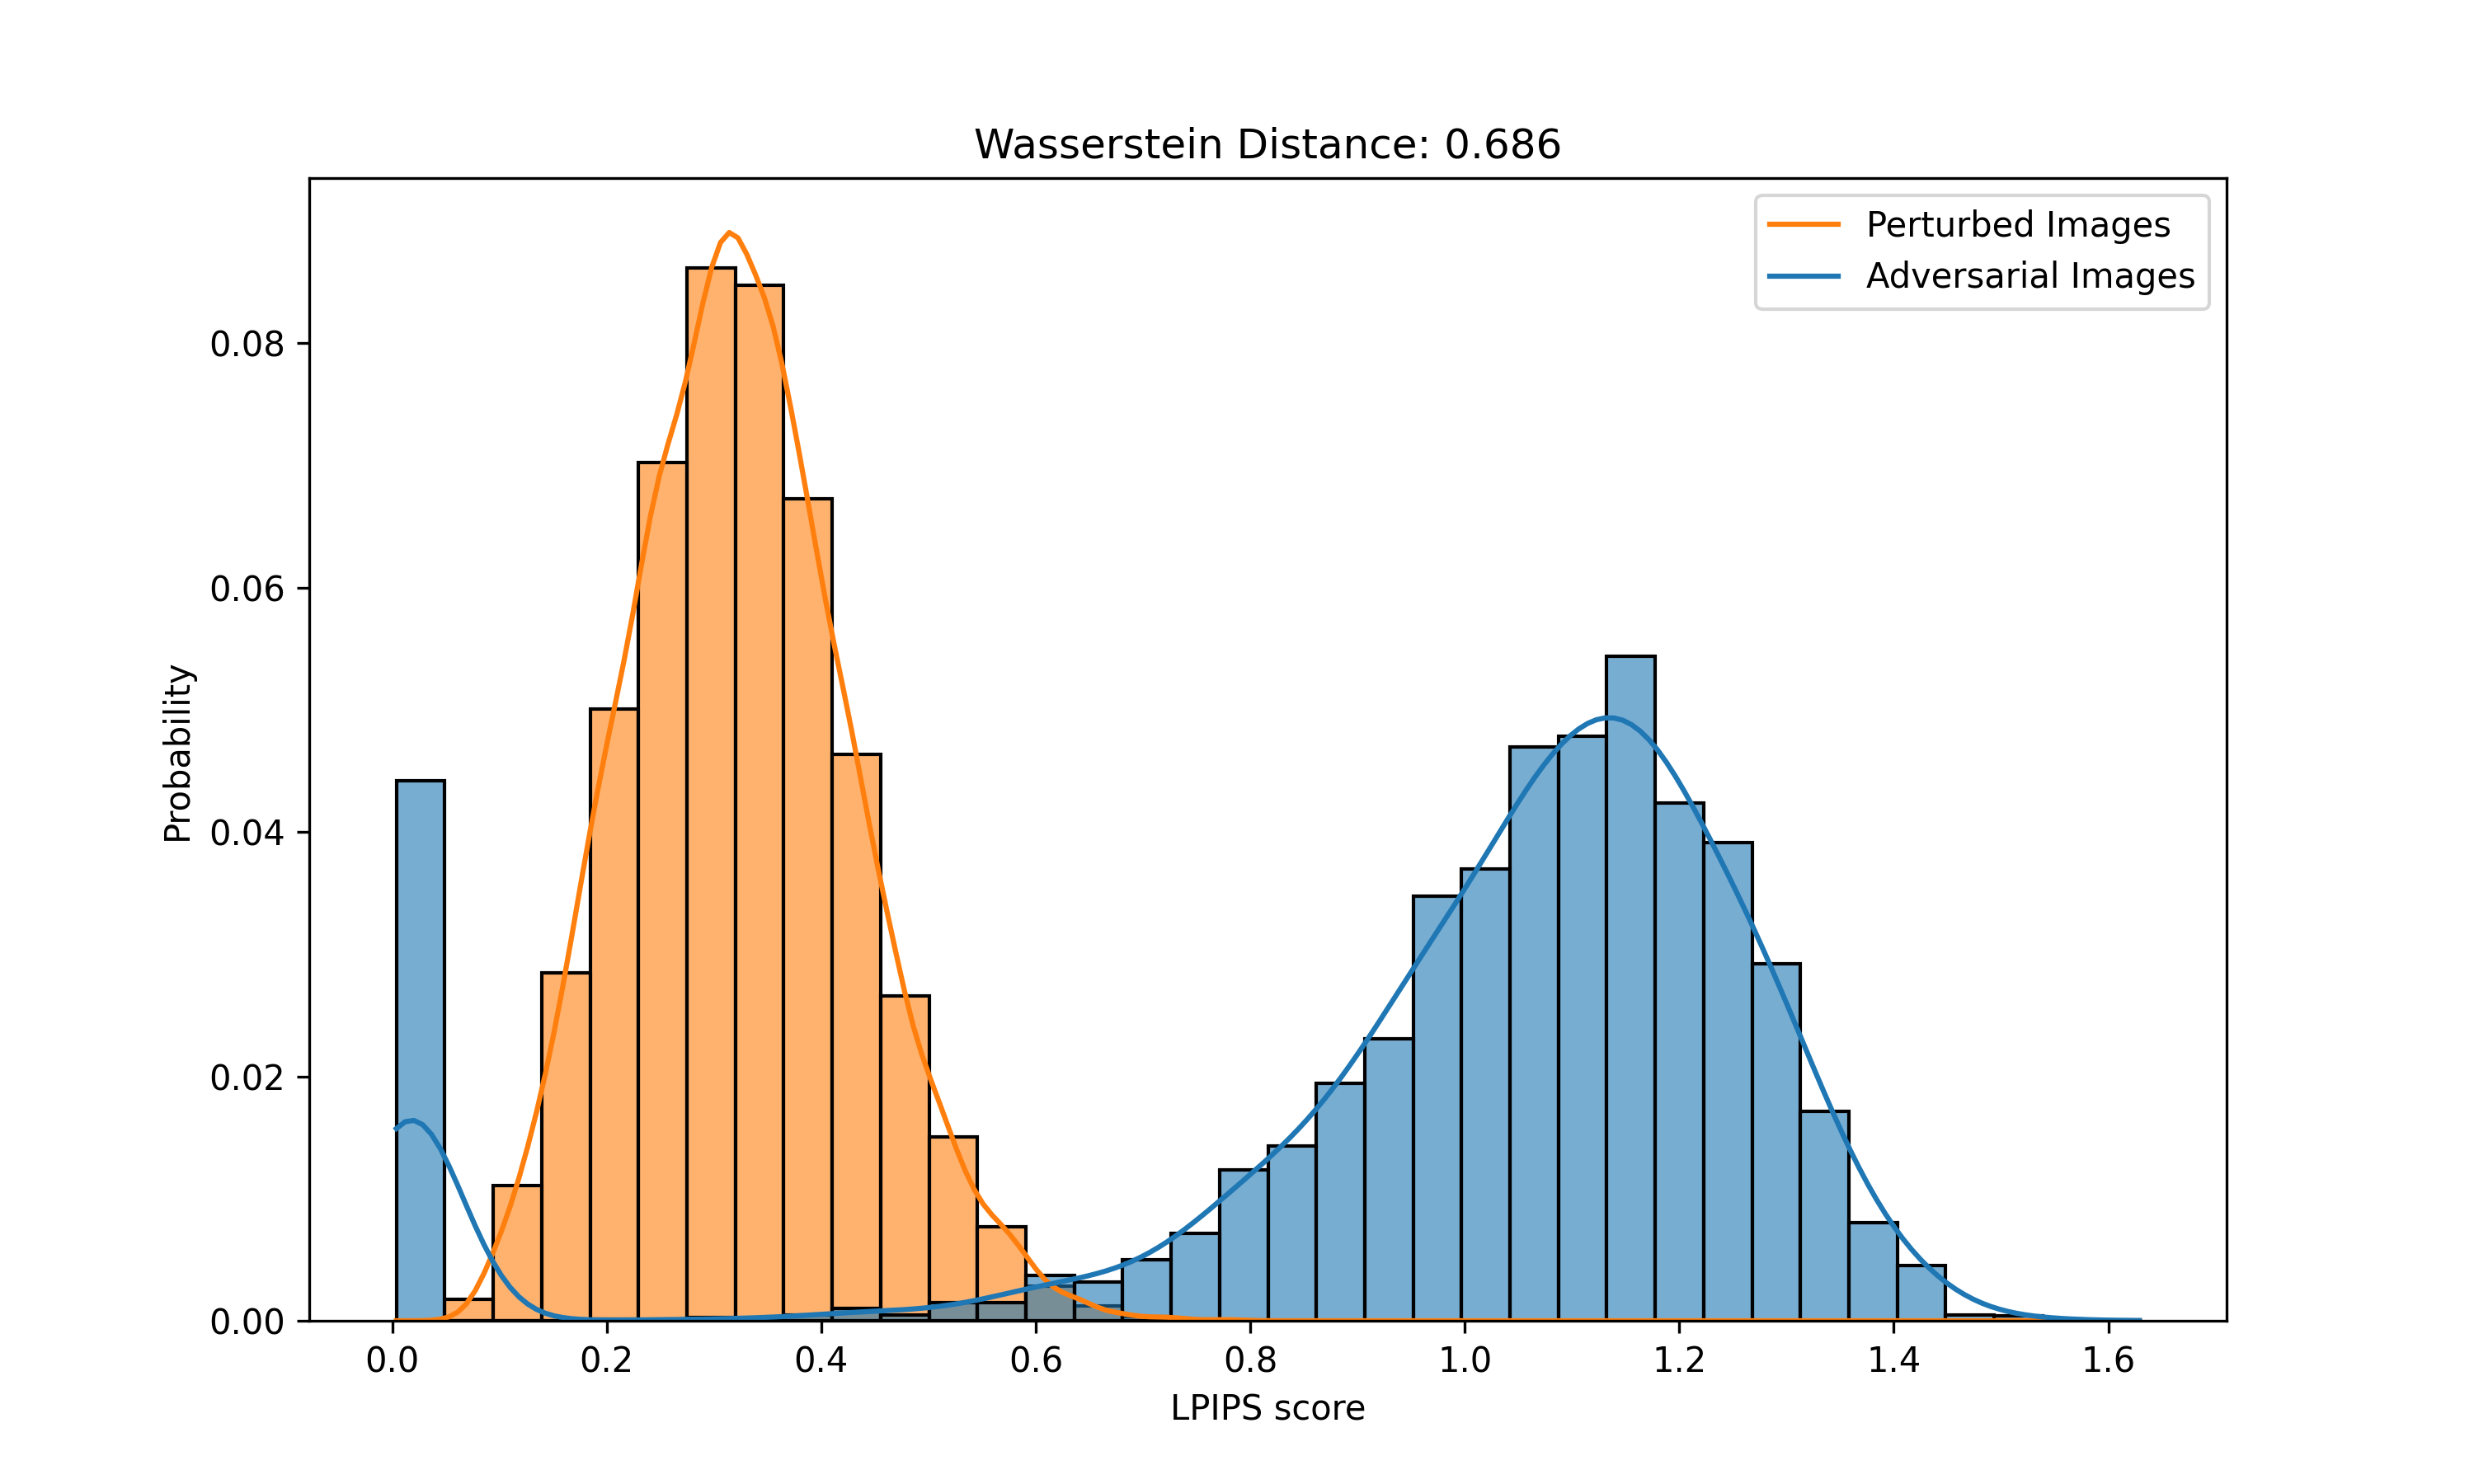 Wasserstein Distance: 0.686
Perturbed Images
Adversarial Images
Probability
0.08
0.06
0.04
0.02
0.00
0.0 0.2 0.4 0.6 0.8 1.0 1.2 1.4 1.6
LPIPS score